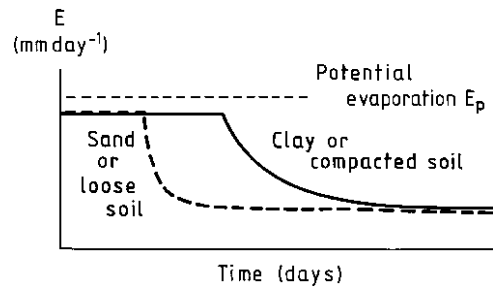 E
(mm day⁻¹)
Potential
evaporation Eₚ
Sand
or
loose
soil
Clay or
compacted soil
Time (days)